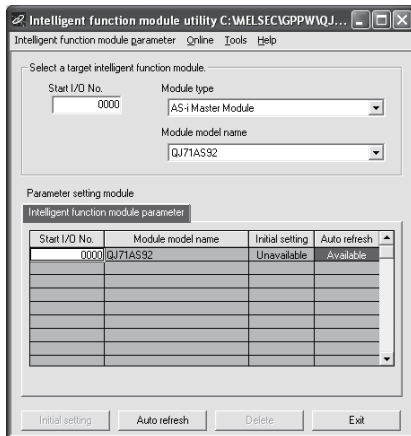 Intelligent function module utility C:\MELSEC\GPPW\QJ...
Intelligent function module parameter Online Tools Help
Select a target intelligent function module.
Start I/O No. Module type
0000 AS-i Master Module
Module model name
QJ71AS92
Parameter setting module
Intelligent function module parameter
Start I/O No. Module model name Initial setting Auto refresh
0000 QJ71AS92 Unavailable Available
Initial setting Auto refresh Delete Exit